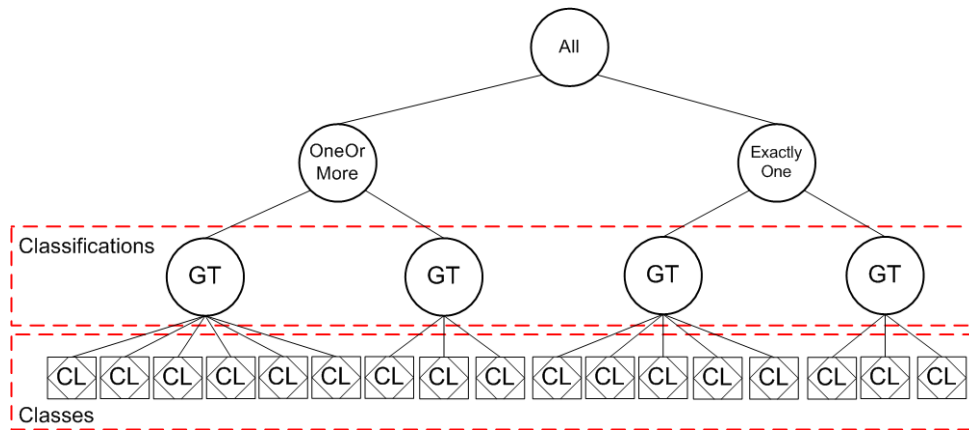 All
OneOr
More
Exactly
One
Classifications
GT GT GT GT
CL CL CL CL CL CL CL CL CL CL CL CL CL CL CL CL CL
Classes